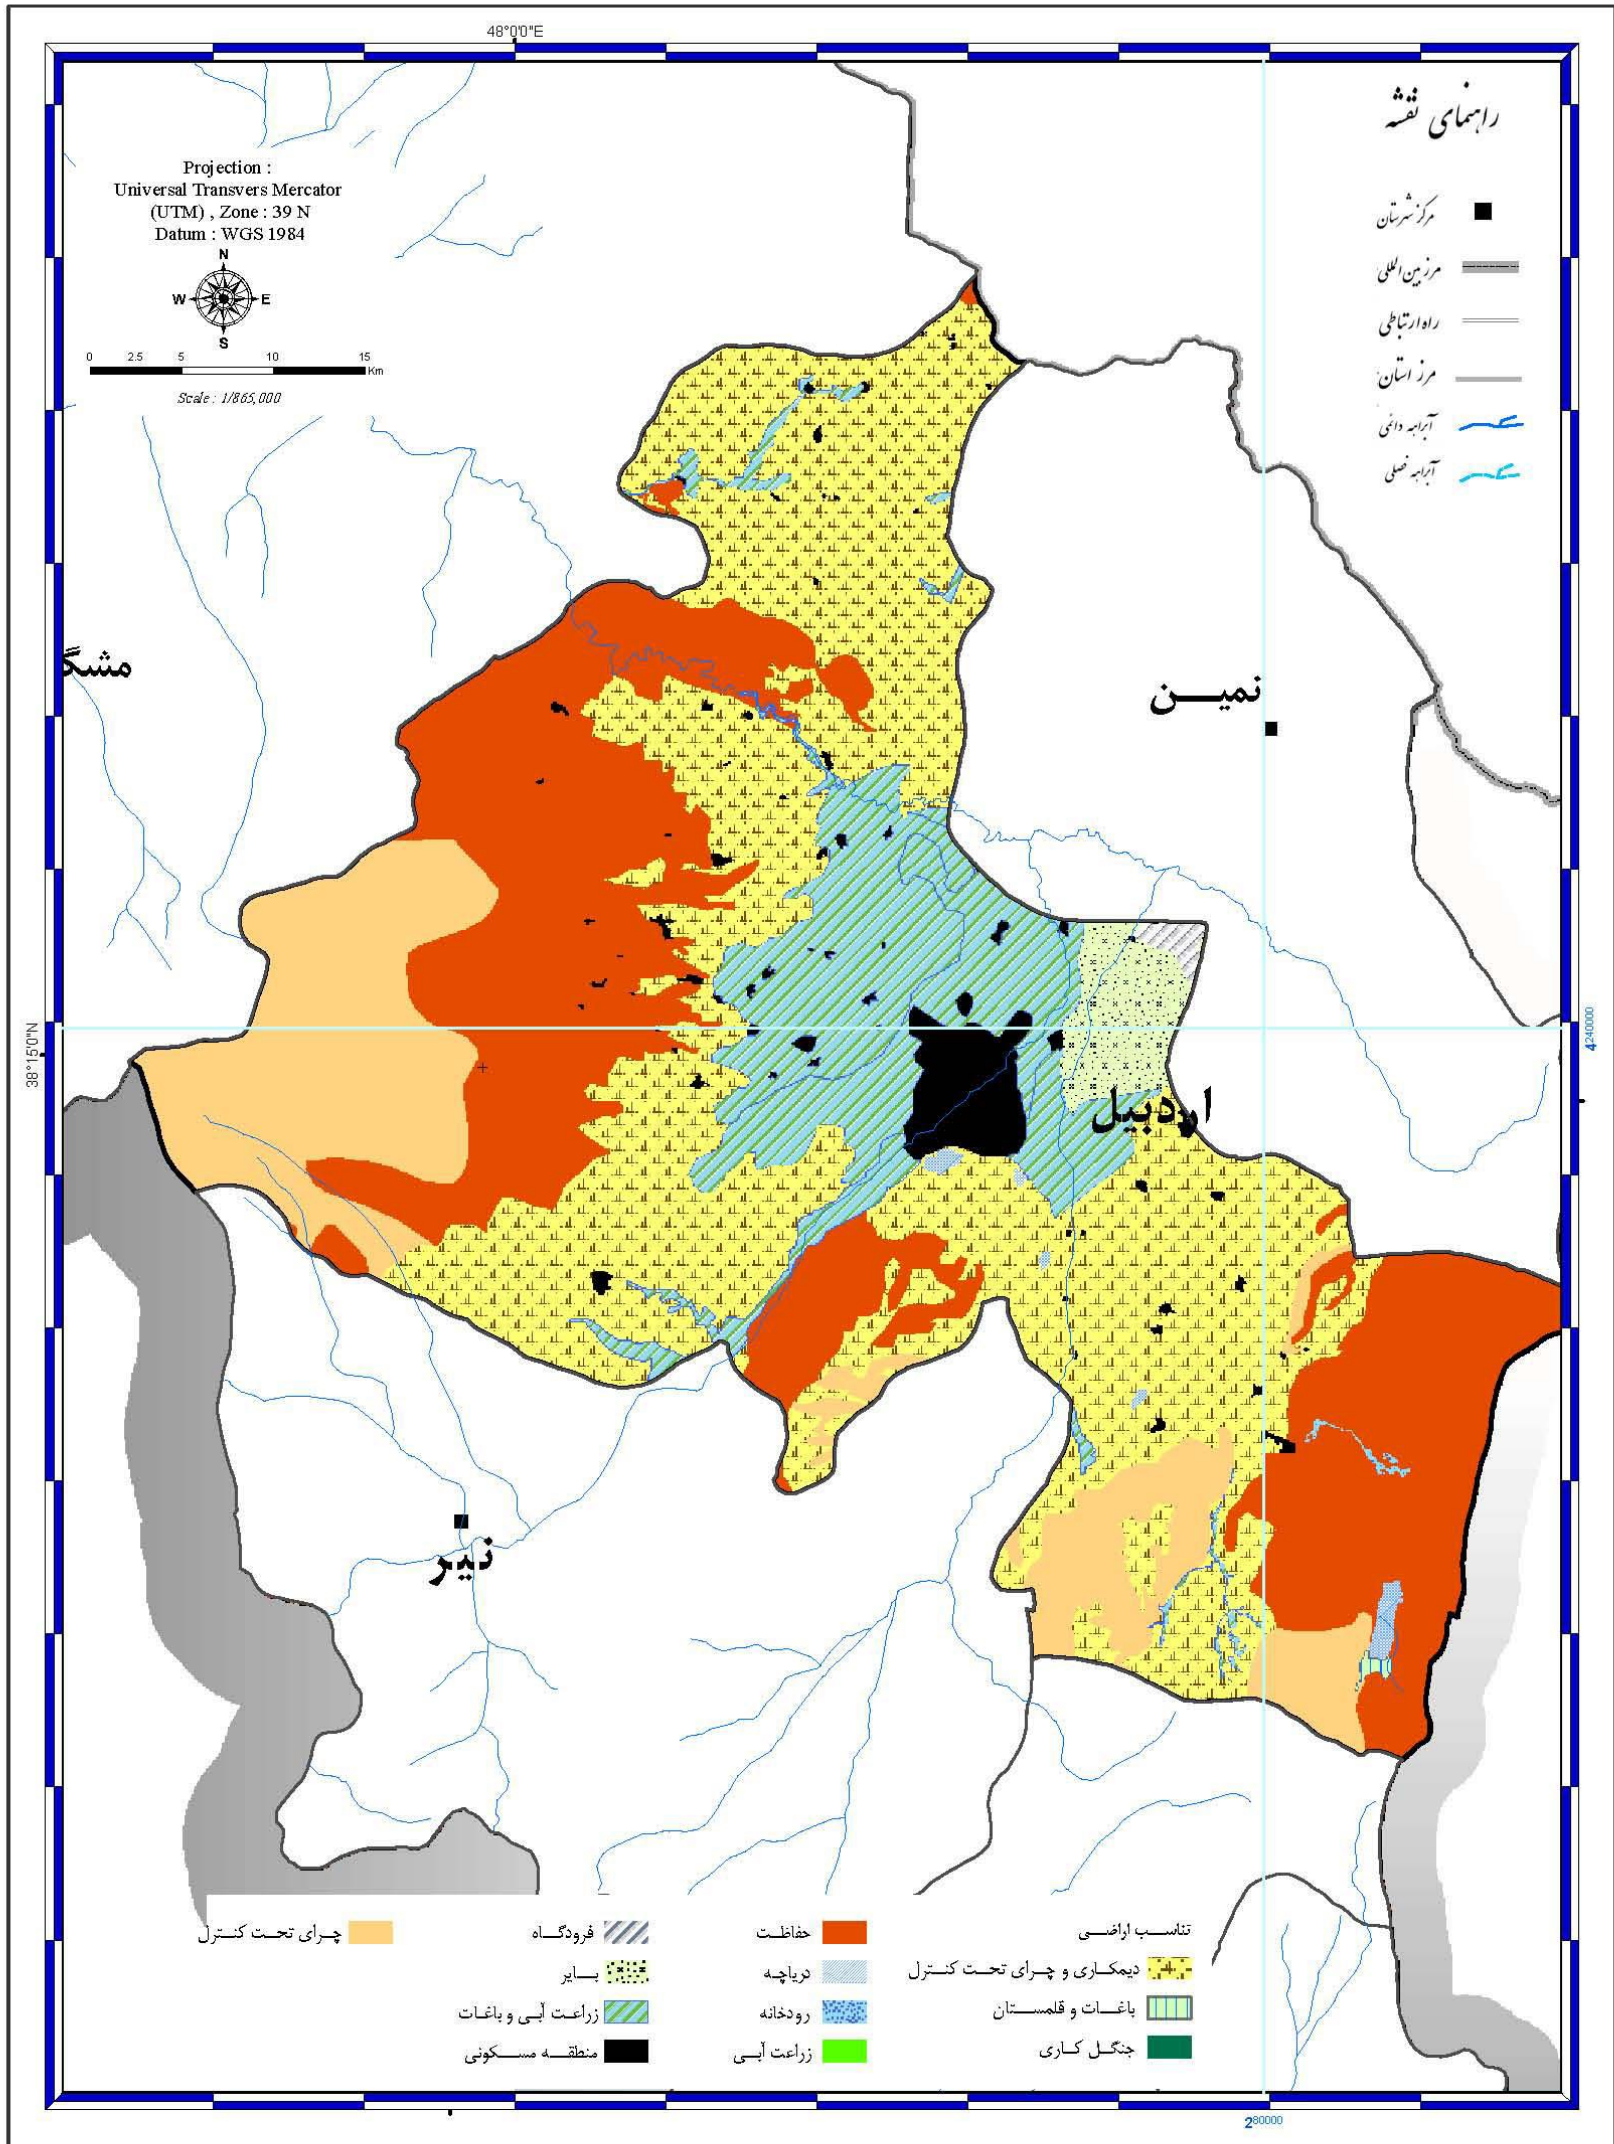 48°0'0"E
راهنمای نقشه
Projection :
Universal Transvers Mercator
(UTM) , Zone : 39 N
Datum : WGS 1984
N
W E
S
0 2.5 5 10 15
Km
Scale : 1/865,000
مرکز شهرستان
مرز بین المللی
راه ارتباطی
مرز استان
آبراهه دائمی
آبراهه فصلی
مشگ
نمیـــن
38°15'0"N
4240000
اردبیل
نیر
تناسب اراضی
حفاظت
فرودگاه
چرای تحت کنترل
دیمکاری و چرای تحت کنترل
دریاچه
بایر
باغات و قلمستان
رودخانه
زراعت آبی و باغات
جنگل کاری
زراعت آبی
منطقه مسکونی
280000